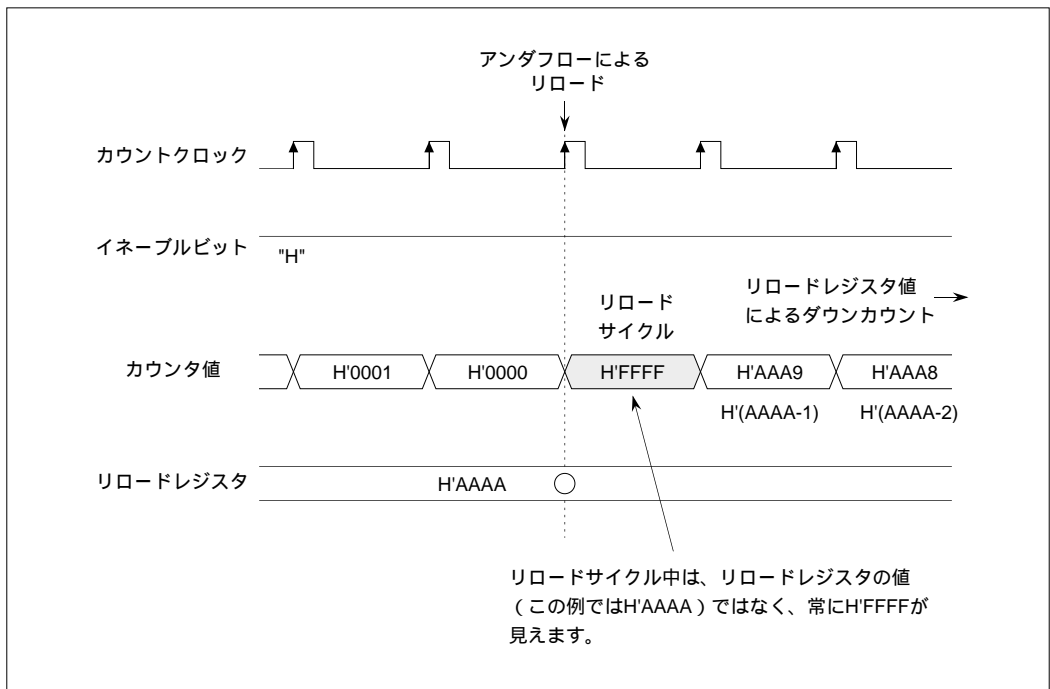 アンダフローによる
リロード
カウントクロック
イネーブルビット
"H"
リロード
サイクル
リロードレジスタ値
によるダウンカウント
カウンタ値
H'0001
H'0000
H'FFFF
H'AAA9
H'AAA8
H'(AAAA-1)
H'(AAAA-2)
リロードレジスタ
H'AAAA
リロードサイクル中は、リロードレジスタの値
（この例ではH'AAAA）ではなく、常にH'FFFFが
見えます。